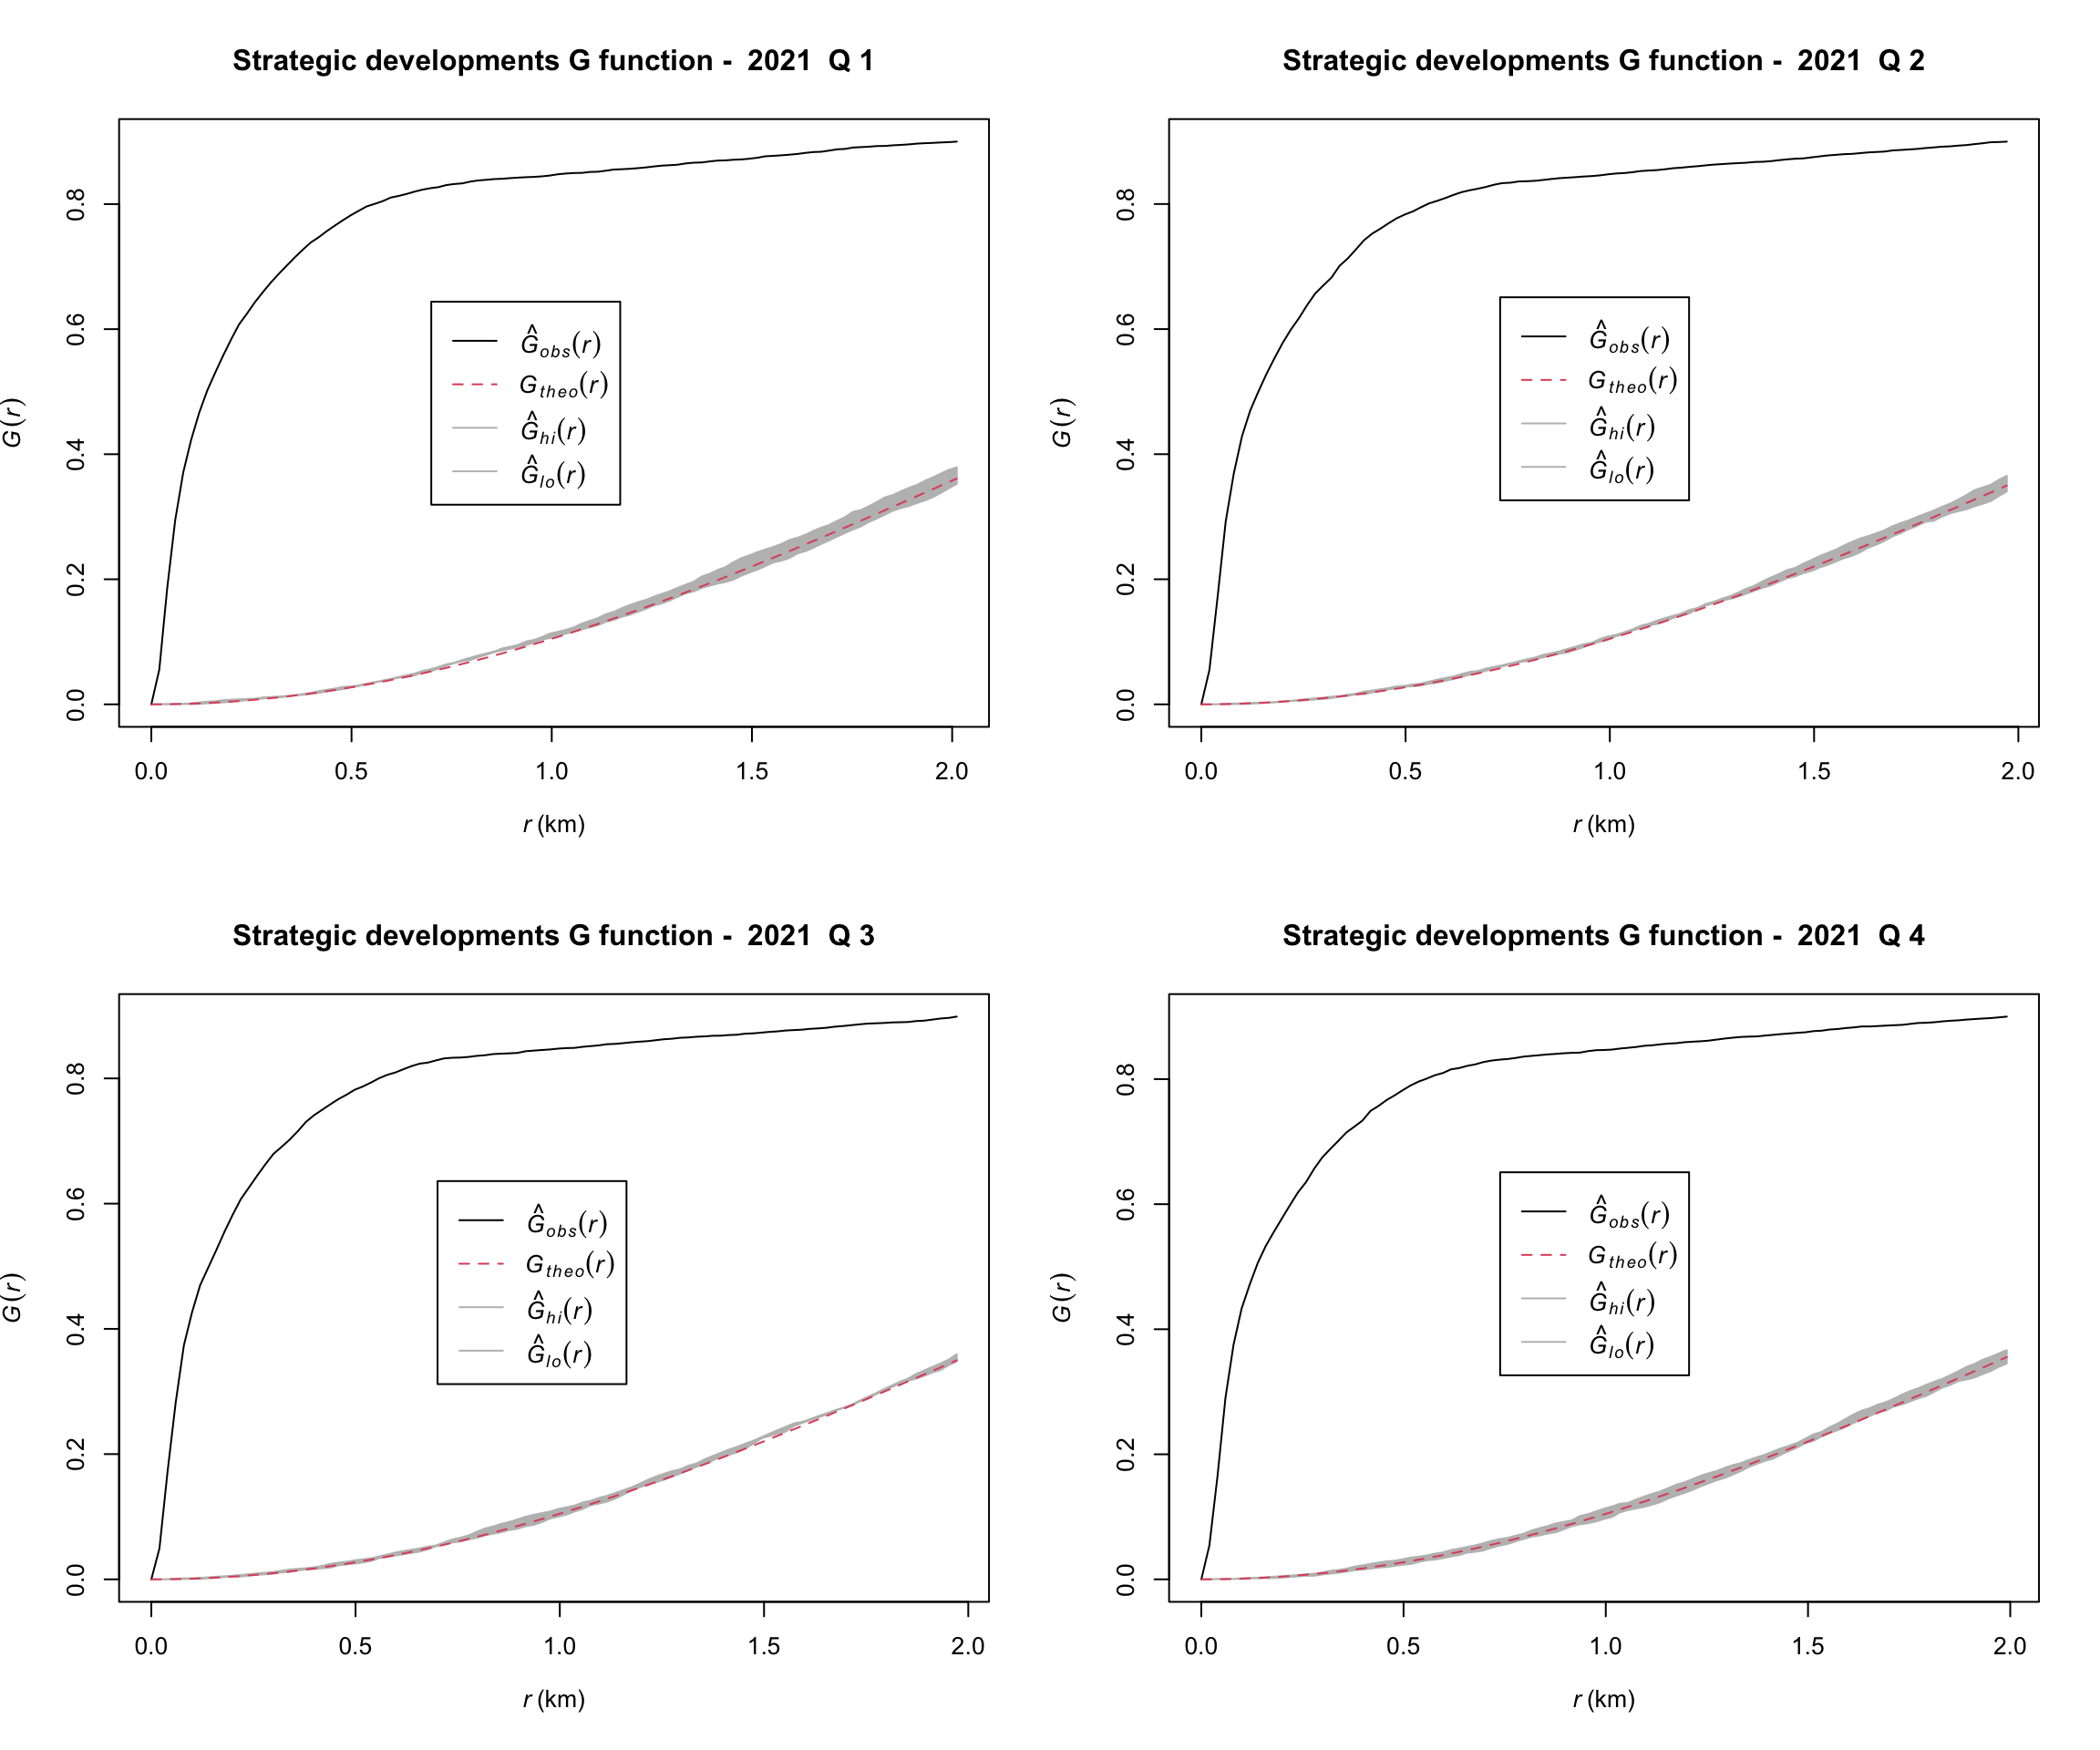 Strategic developments G function - 2021 Q 1
G(r)
0.8
0.6
0.4
0.2
0.0
Ĝobs(r)
Gtheo(r)
Ĝhi(r)
Ĝlo(r)
0.0 0.5 1.0 1.5 2.0
r (km)
Strategic developments G function - 2021 Q 2
G(r)
0.8
0.6
0.4
0.2
0.0
Ĝobs(r)
Gtheo(r)
Ĝhi(r)
Ĝlo(r)
0.0 0.5 1.0 1.5 2.0
r (km)
Strategic developments G function - 2021 Q 3
G(r)
0.8
0.6
0.4
0.2
0.0
Ĝobs(r)
Gtheo(r)
Ĝhi(r)
Ĝlo(r)
0.0 0.5 1.0 1.5 2.0
r (km)
Strategic developments G function - 2021 Q 4
G(r)
0.8
0.6
0.4
0.2
0.0
Ĝobs(r)
Gtheo(r)
Ĝhi(r)
Ĝlo(r)
0.0 0.5 1.0 1.5 2.0
r (km)